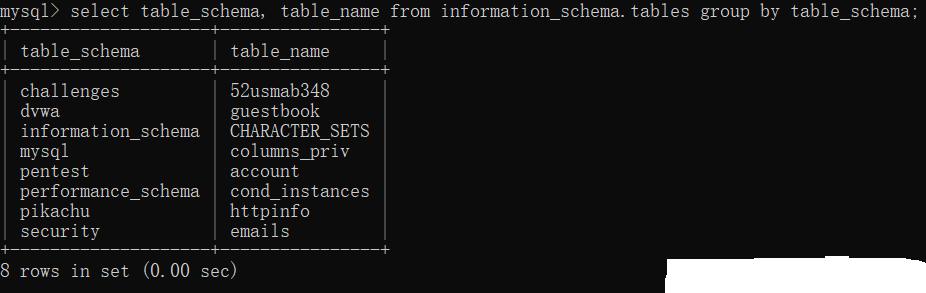 mysql> select table_schema, table_name from information_schema.tables group by table_schema;
+--------------------+----------------+
| table_schema       | table_name     |
+--------------------+----------------+
| challenges         | 52usmab348     |
| dvwa               | guestbook      |
| information_schema | CHARACTER_SETS |
| mysql              | columns_priv   |
| pentest            | account        |
| performance_schema | cond_instances |
| pikachu            | httpinfo       |
| security           | emails         |
+--------------------+----------------+
8 rows in set (0.00 sec)